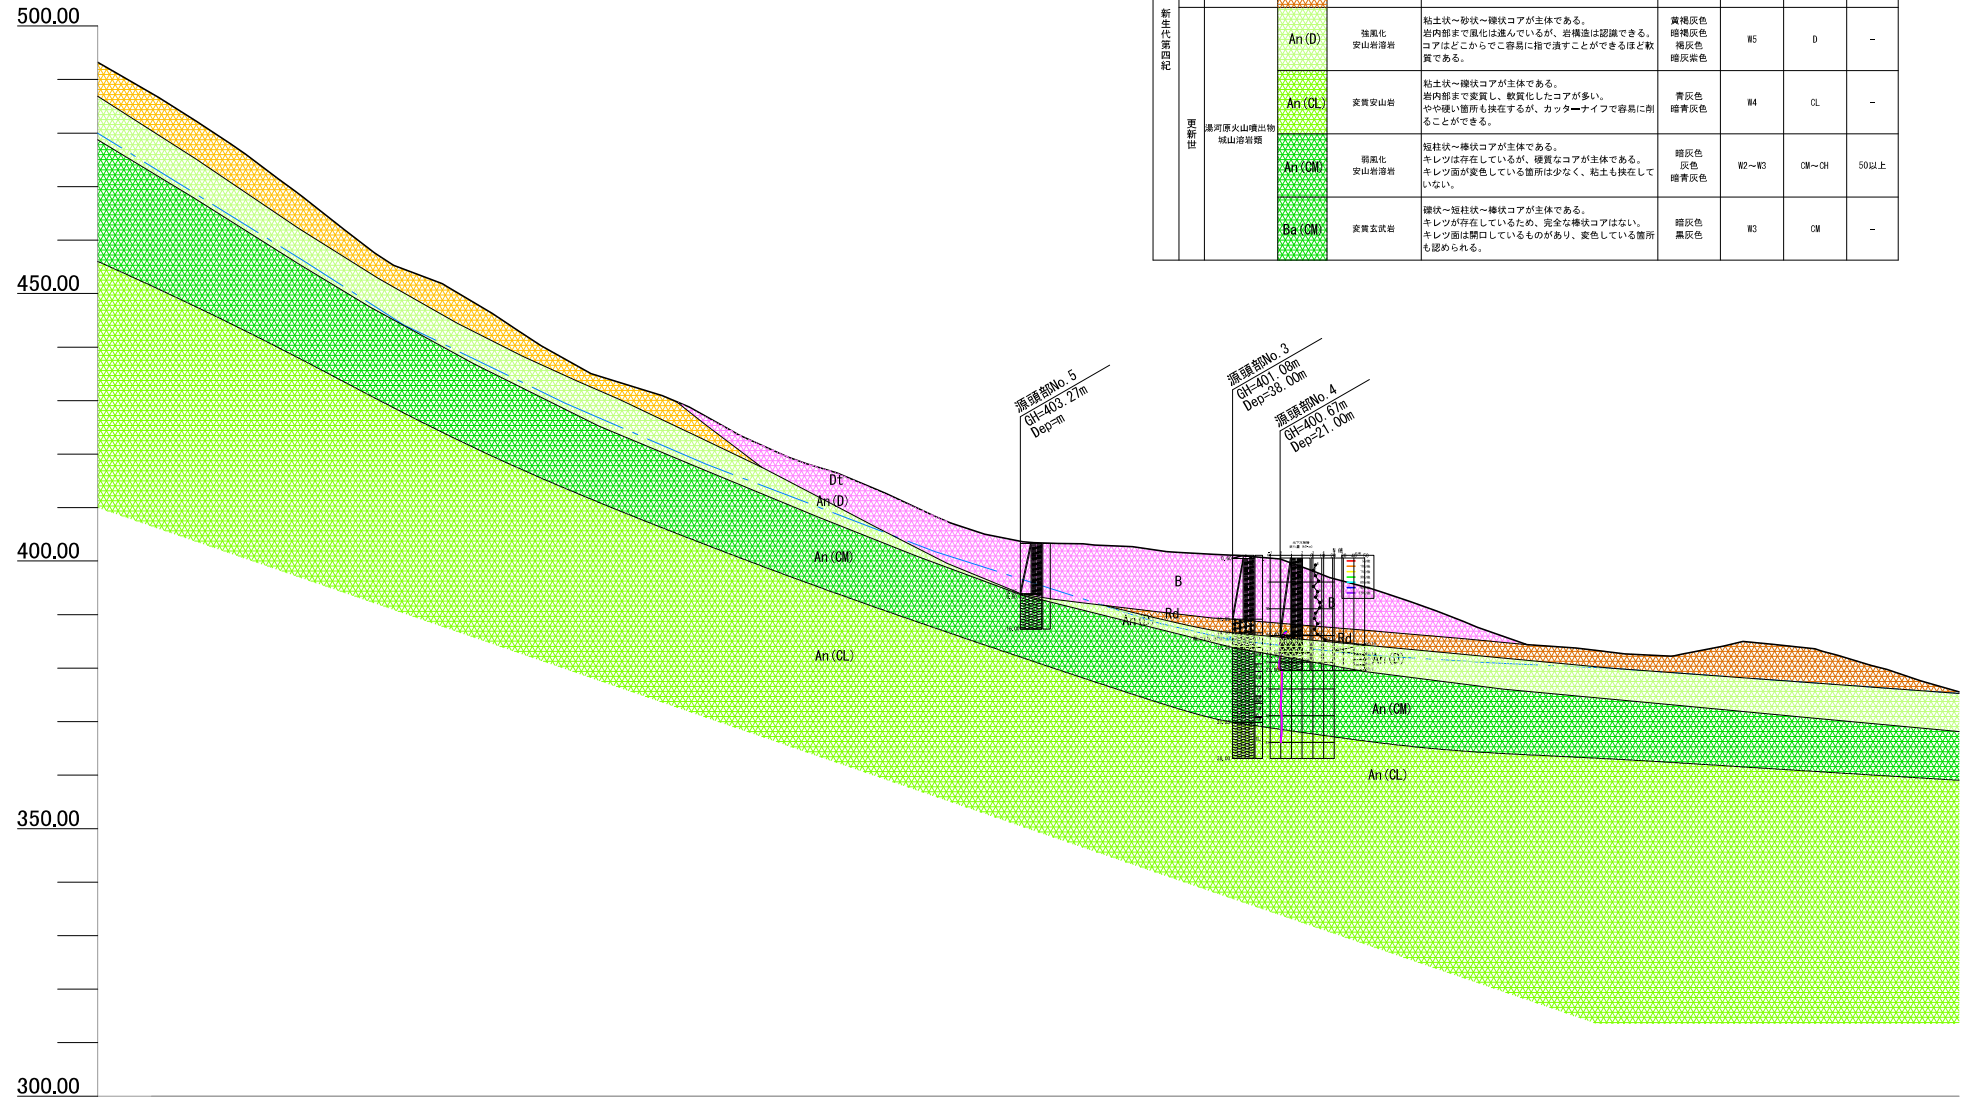 500.00
450.00
400.00
350.00
300.00
新生代第四紀
更新世
湯河原火山噴出物
城山溶岩類
An(D)
強風化
安山岩溶岩
粘土状～砂状～礫状コアが主体である。
岩内部まで風化は進んでいるが、岩構造は認識できる。
コアはどこからでこ容易に指で潰すことができるほど軟
質である。
黄褐灰色
暗褐灰色
褐灰色
暗灰紫色
W5
D
-
An(CL)
変質安山岩
粘土状～礫状コアが主体である。
岩内部まで変質し、軟質化したコアが多い。
やや硬い箇所も挟在するが、カッターナイフで容易に削
ることができる。
青灰色
暗青灰色
W4
CL
-
An(CM)
弱風化
安山岩溶岩
短柱状～棒状コアが主体である。
キレツは存在しているが、硬質なコアが主体である。
キレツ面が変色している箇所は少なく、粘土も挟在して
いない。
暗灰色
灰色
暗青灰色
W2～W3
CM～CH
50以上
Ba(CM)
変質玄武岩
礫状～短柱状～棒状コアが主体である。
キレツが存在しているため、完全な棒状コアはない。
キレツ面は開口しているものがあり、変色している箇所
も認められる。
暗灰色
黒灰色
W3
CM
-
源頭部No.5
GH=403.27m
Dep=m
源頭部No.3
GH=401.08m
Dep=38.00m
源頭部No.4
GH=400.67m
Dep=21.00m
Dt
An(D)
An(CM)
An(CL)
B
Rd
An(D)
B
Rd
An(D)
An(CM)
An(CL)